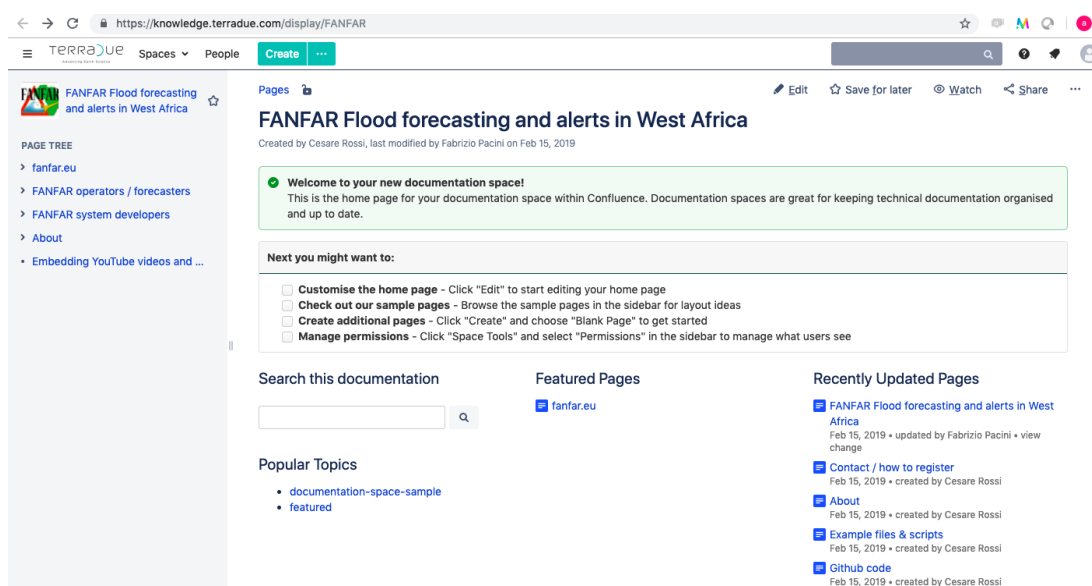 https://knowledge.terradue.com/display/FANFAR
a
TERRADUE
Advancing Earth Science
Spaces
People
Create
···
FANFAR
FANFAR Flood forecasting
and alerts in West Africa
PAGE TREE
fanfar.eu
FANFAR operators / forecasters
FANFAR system developers
About
Embedding YouTube videos and ...
Pages
Edit
Save for later
Watch
Share
···
FANFAR Flood forecasting and alerts in West Africa
Created by Cesare Rossi, last modified by Fabrizio Pacini on Feb 15, 2019
Welcome to your new documentation space!
This is the home page for your documentation space within Confluence. Documentation spaces are great for keeping technical documentation organised
and up to date.
Next you might want to:
Customise the home page - Click "Edit" to start editing your home page
Check out our sample pages - Browse the sample pages in the sidebar for layout ideas
Create additional pages - Click "Create" and choose "Blank Page" to get started
Manage permissions - Click "Space Tools" and select "Permissions" in the sidebar to manage what users see
Search this documentation
Popular Topics
documentation-space-sample
featured
Featured Pages
fanfar.eu
Recently Updated Pages
FANFAR Flood forecasting and alerts in West
Africa
Feb 15, 2019 • updated by Fabrizio Pacini • view
change
Contact / how to register
Feb 15, 2019 • created by Cesare Rossi
About
Feb 15, 2019 • created by Cesare Rossi
Example files & scripts
Feb 15, 2019 • created by Cesare Rossi
Github code
Feb 15, 2019 • created by Cesare Rossi